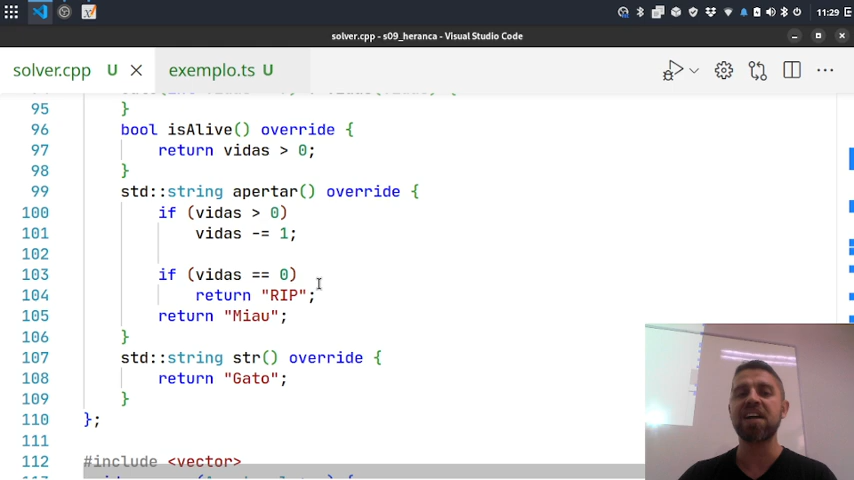 11:29
solver.cpp - s09_heranca - Visual Studio Code
solver.cpp U
exemplo.ts U
95 }
96 bool isAlive() override {
97 return vidas > 0;
98 }
99 std::string apertar() override {
100 if (vidas > 0)
101 vidas -= 1;
102
103 if (vidas == 0)
104 return "RIP";
105 return "Miau";
106 }
107 std::string str() override {
108 return "Gato";
109 }
110 };
111
112 #include <vector>